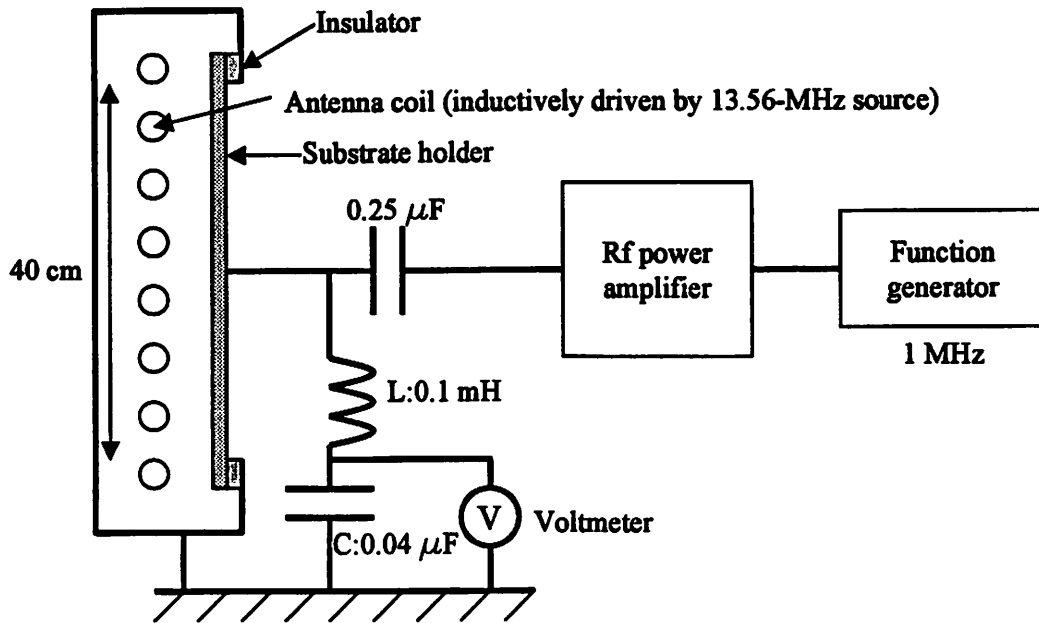 Insulator
Antenna coil (inductively driven by 13.56-MHz source)
Substrate holder
0.25 μF
40 cm
Rf power
amplifier
Function
generator
1 MHz
L:0.1 mH
V
Voltmeter
C:0.04 μF